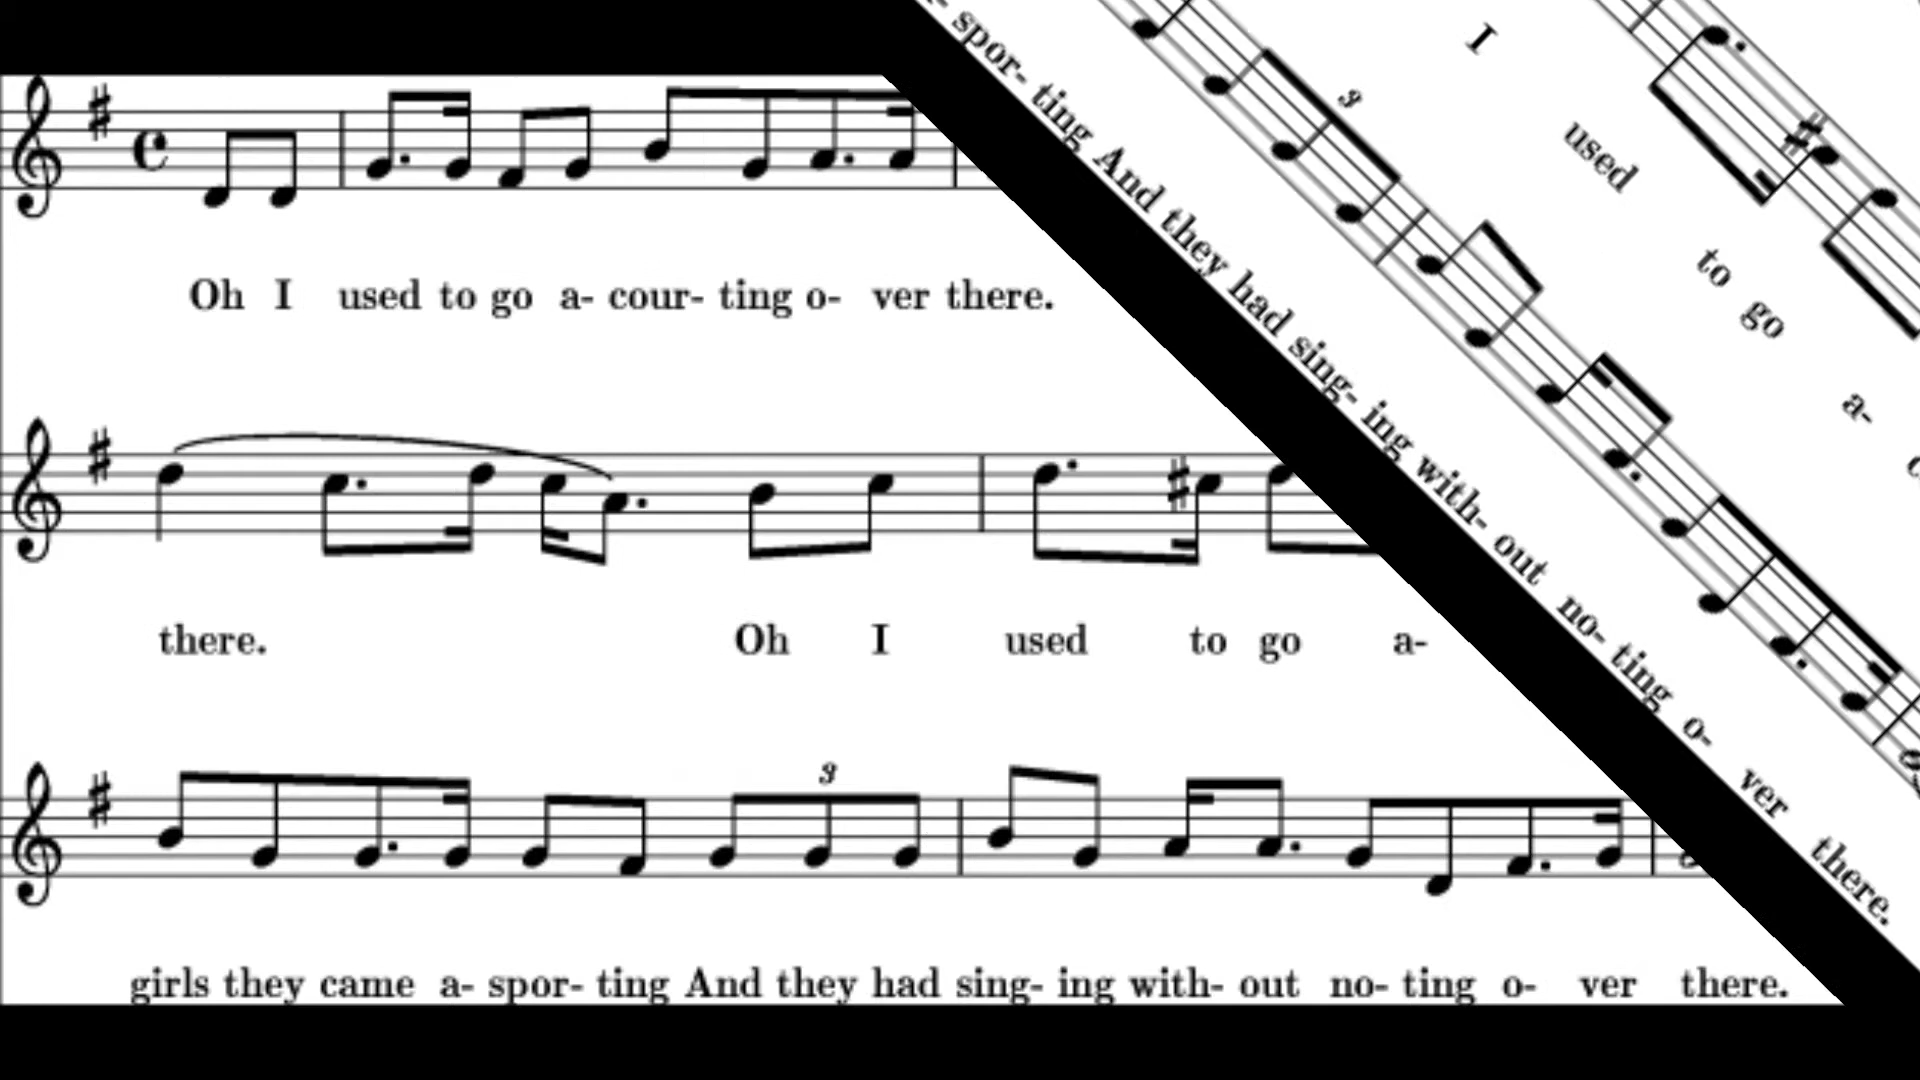 Oh I used to go a- cour- ting o- ver there.
there. Oh I used to go a-
3
girls they came a- spor- ting And they had sing- ing with- out no- ting o- ver there.
spor- ting And they had sing- ing with- out no- ting o- ver there.
3
I used to go a-